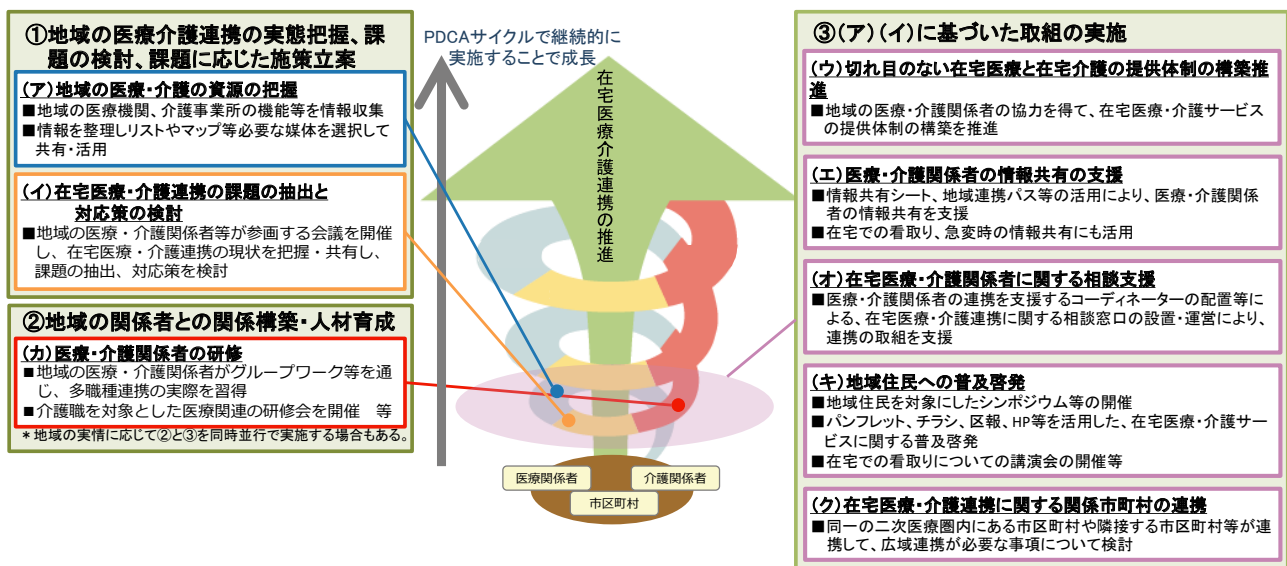 ①地域の医療介護連携の実態把握、課
題の検討、課題に応じた施策立案
(ア)地域の医療・介護の資源の把握
■地域の医療機関、介護事業所の機能等を情報収集
■情報を整理しリストやマップ等必要な媒体を選択して
共有・活用
(イ)在宅医療・介護連携の課題の抽出と
対応策の検討
■地域の医療・介護関係者等が参画する会議を開催
し、在宅医療・介護連携の現状を把握・共有し、
課題の抽出、対応策を検討
②地域の関係者との関係構築・人材育成
(カ)医療・介護関係者の研修
■地域の医療・介護関係者がグループワーク等を通
じ、多職種連携の実際を習得
■介護職を対象とした医療関連の研修会を開催 等
*地域の実情に応じて②と③を同時並行で実施する場合もある。
PDCAサイクルで継続的に
実施することで成長
在宅医療介護連携の推進
医療関係者
介護関係者
市区町村
③(ア)(イ)に基づいた取組の実施
(ウ)切れ目のない在宅医療と在宅介護の提供体制の構築推
進
■地域の医療・介護関係者の協力を得て、在宅医療・介護サービス
の提供体制の構築を推進
(エ)医療・介護関係者の情報共有の支援
■情報共有シート、地域連携パス等の活用により、医療・介護関係
者の情報共有を支援
■在宅での看取り、急変時の情報共有にも活用
(オ)在宅医療・介護関係者に関する相談支援
■医療・介護関係者の連携を支援するコーディネーターの配置等
による、在宅医療・介護連携に関する相談窓口の設置・運営により、
連携の取組を支援
(キ)地域住民への普及啓発
■地域住民を対象にしたシンポジウム等の開催
■パンフレット、チラシ、区報、HP等を活用した、在宅医療・介護サー
ビスに関する普及啓発
■在宅での看取りについての講演会の開催等
(ク)在宅医療・介護連携に関する関係市町村の連携
■同一の二次医療圏内にある市区町村や隣接する市区町村等が連
携して、広域連携が必要な事項について検討